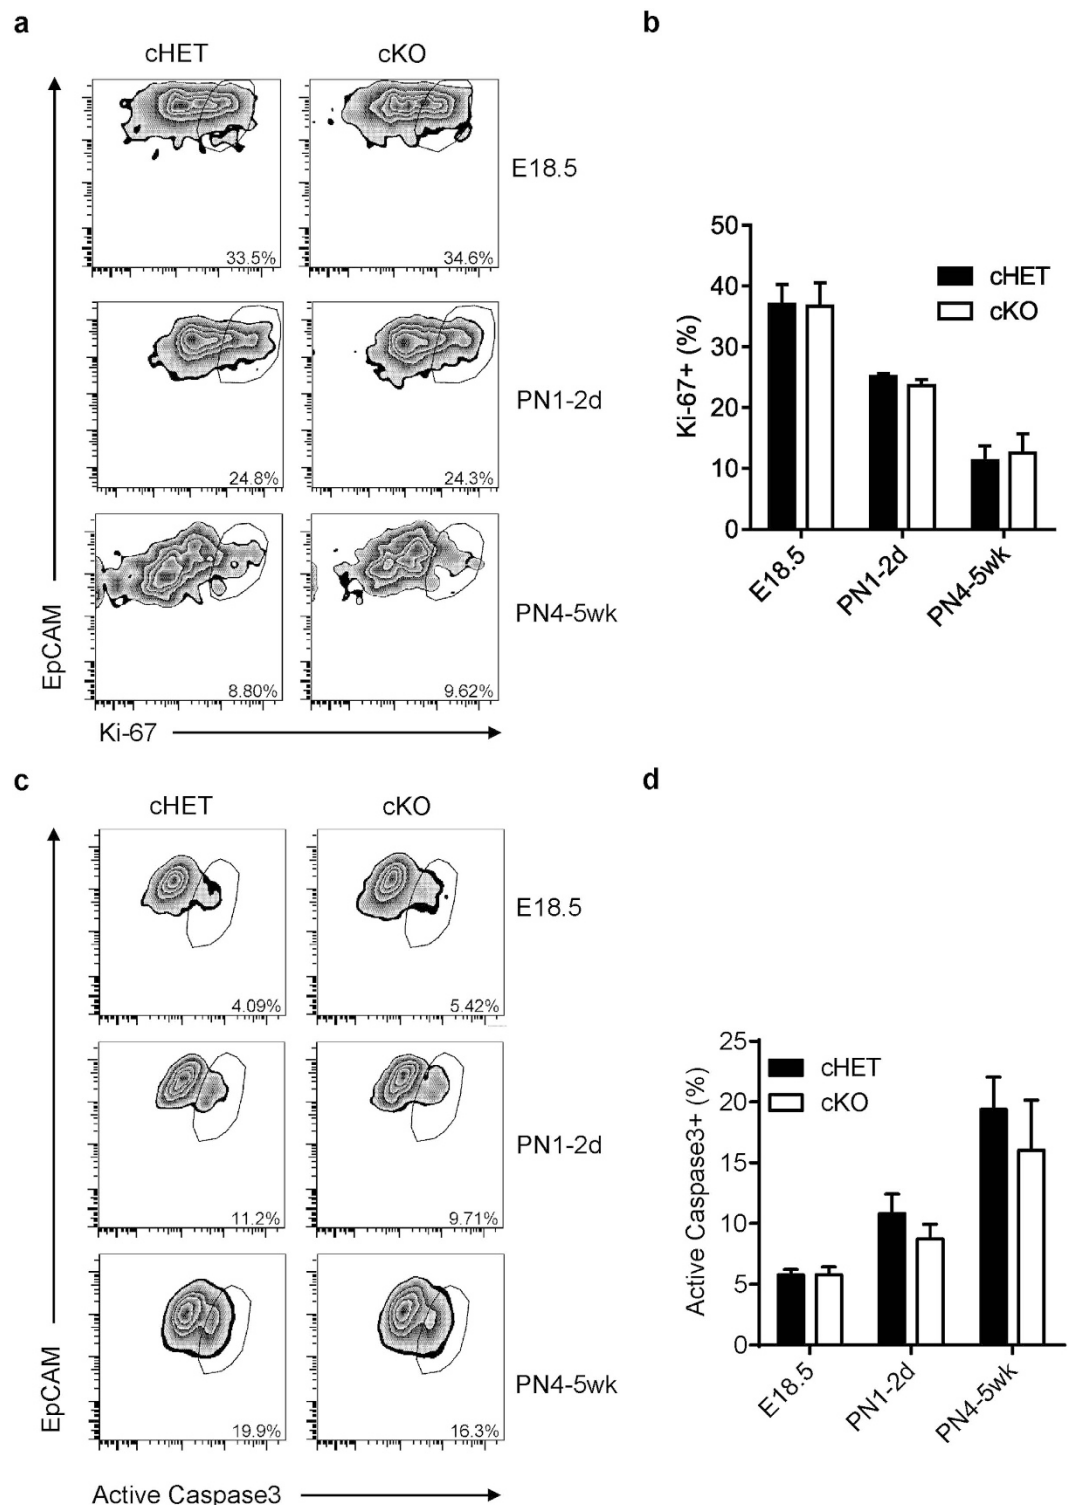 a
cHET
cKO
E18.5
33.5%
34.6%
PN1-2d
24.8%
24.3%
PN4-5wk
8.80%
9.62%
EpCAM
Ki-67
b
50
40
30
20
10
0
Ki-67+ (%)
cHET
cKO
E18.5
PN1-2d
PN4-5wk
c
cHET
cKO
E18.5
4.09%
5.42%
PN1-2d
11.2%
9.71%
PN4-5wk
19.9%
16.3%
EpCAM
Active Caspase3
d
25
20
15
10
5
0
Active Caspase3+ (%)
cHET
cKO
E18.5
PN1-2d
PN4-5wk